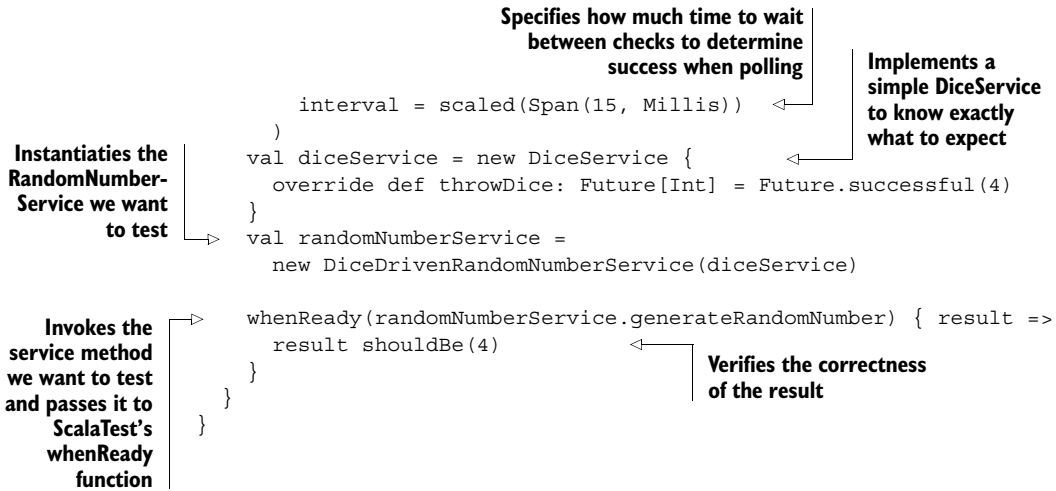 Specifies how much time to wait
between checks to determine
success when polling
Implements a
simple DiceService
to know exactly
what to expect
interval = scaled(Span(15, Millis))
)
Instantiaties the
RandomNumber-
Service we want
to test
val diceService = new DiceService {
override def throwDice: Future[Int] = Future.successful(4)
}
val randomNumberService =
new DiceDrivenRandomNumberService(diceService)
Invokes the
service method
we want to test
and passes it to
ScalaTest's
whenReady
function
whenReady(randomNumberService.generateRandomNumber) { result =>
result shouldBe(4)
Verifies the correctness
of the result
}
}
}